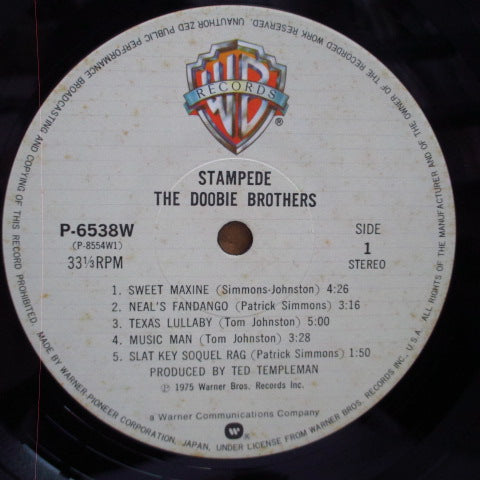 UNAUTHORIZED PUBLIC PERFORMANCE BROADCASTING AND COPYING OF THIS RECORD PROHIBITED.
ALL RIGHTS OF THE MANUFACTURER AND OF THE OWNER OF THE RECORDED WORK RESERVED.
WB
RECORDS
®
STAMPEDE
THE DOOBIE BROTHERS
P-6538W
(P-8554W1)
33⅓RPM
SIDE
1
STEREO
1. SWEET MAXINE (Simmons-Johnston) 4:26
2. NEAL'S FANDANGO (Patrick Simmons) 3:16
3. TEXAS LULLABY (Tom Johnston) 5:00
4. MUSIC MAN (Tom Johnston) 3:28
5. SLAT KEY SOQUEL RAG (Patrick Simmons) 1:50
PRODUCED BY TED TEMPLEMAN
℗ 1975 Warner Bros. Records Inc.
a Warner Communications Company
W®
MADE BY WARNER PIONEER CORPORATION, JAPAN, UNDER LICENSE FROM WARNER BROS. RECORDS INC., U.S.A.